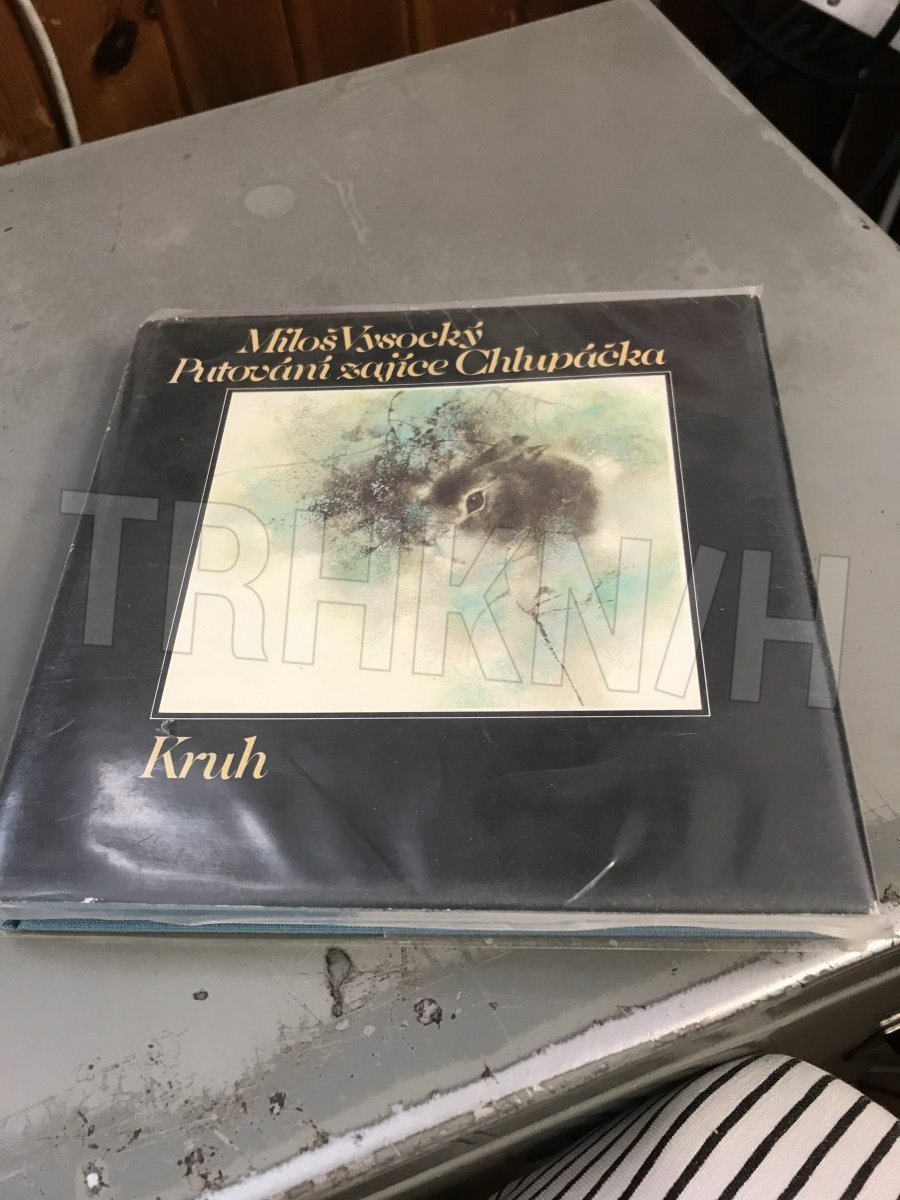 Miloš Vysocký
Putování zajíce Chlupáčka
TRHKNIH
Kruh